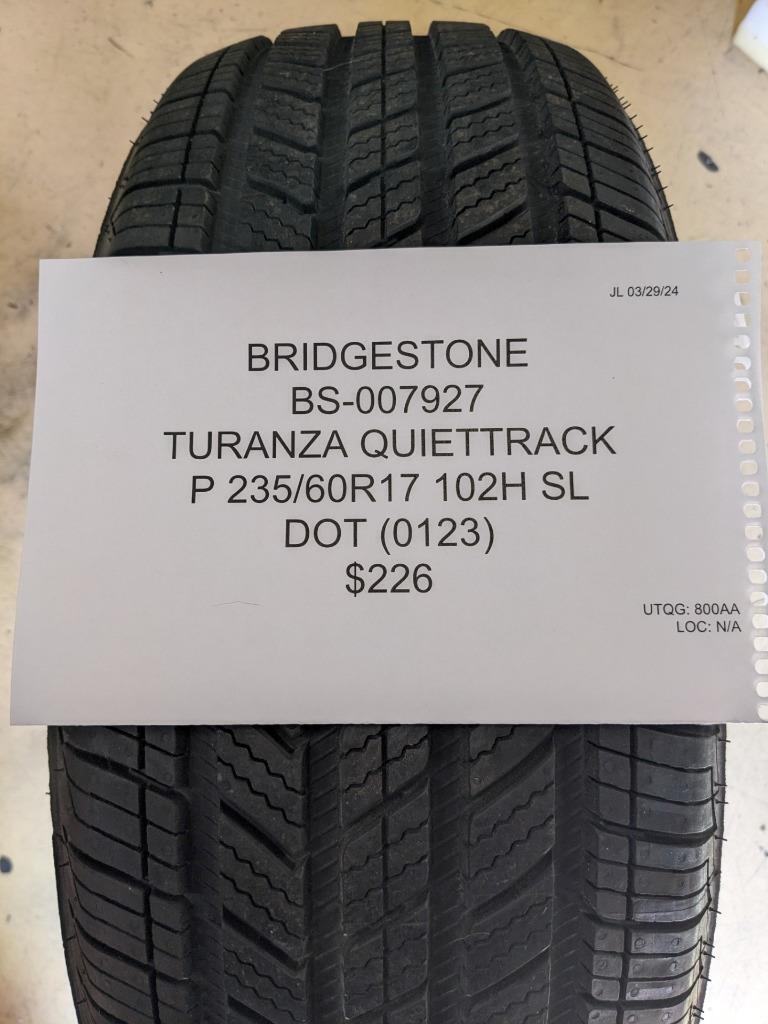 JL 03/29/24
BRIDGESTONE
BS-007927
TURANZA QUIETTRACK
P 235/60R17 102H SL
DOT (0123)
$226
UTQG: 800AA
LOC: N/A